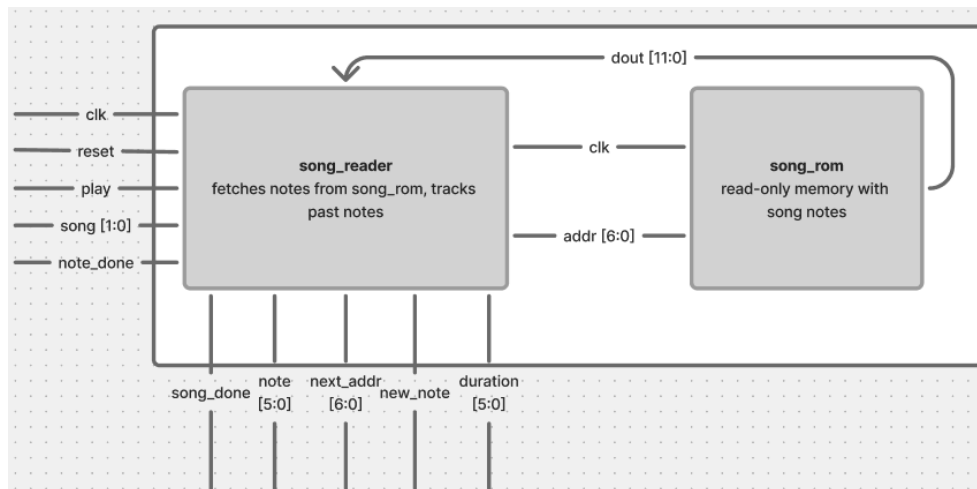 dout [11:0]
clk
reset
play
song [1:0]
note_done
song_reader
fetches notes from song_rom, tracks
past notes
clk
addr [6:0]
song_rom
read-only memory with
song notes
song_done
note
[5:0]
next_addr
[6:0]
new_note
duration
[5:0]